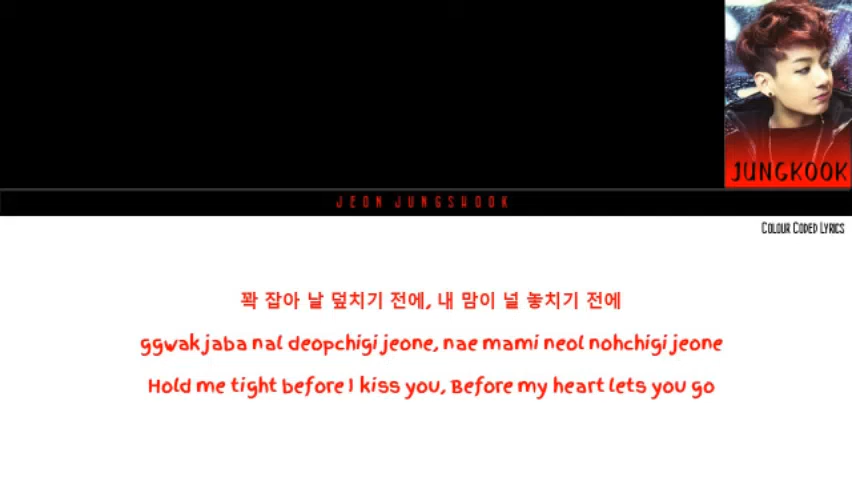 JUNGKOOK
JEON JUNGSHOOK
COLOUR CODED LYRICS
꽉 잡아 날 덮치기 전에, 내 맘이 널 놓치기 전에
ggwak jaba nal deopchigi jeone, nae mami neol nohchigi jeone
Hold me tight before I kiss you, Before my heart lets you go